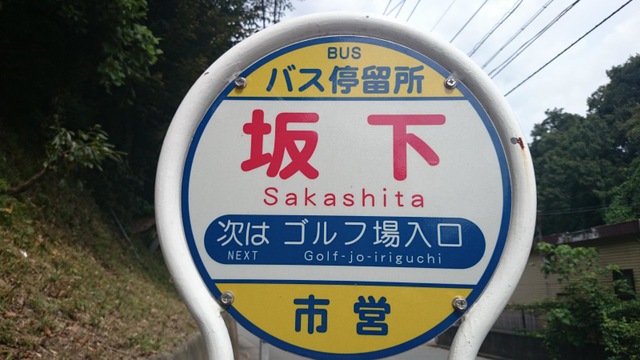 BUS
バス停留所
坂下
Sakashita
次は ゴルフ場入口
NEXT Golf-jo-iriguchi
市営